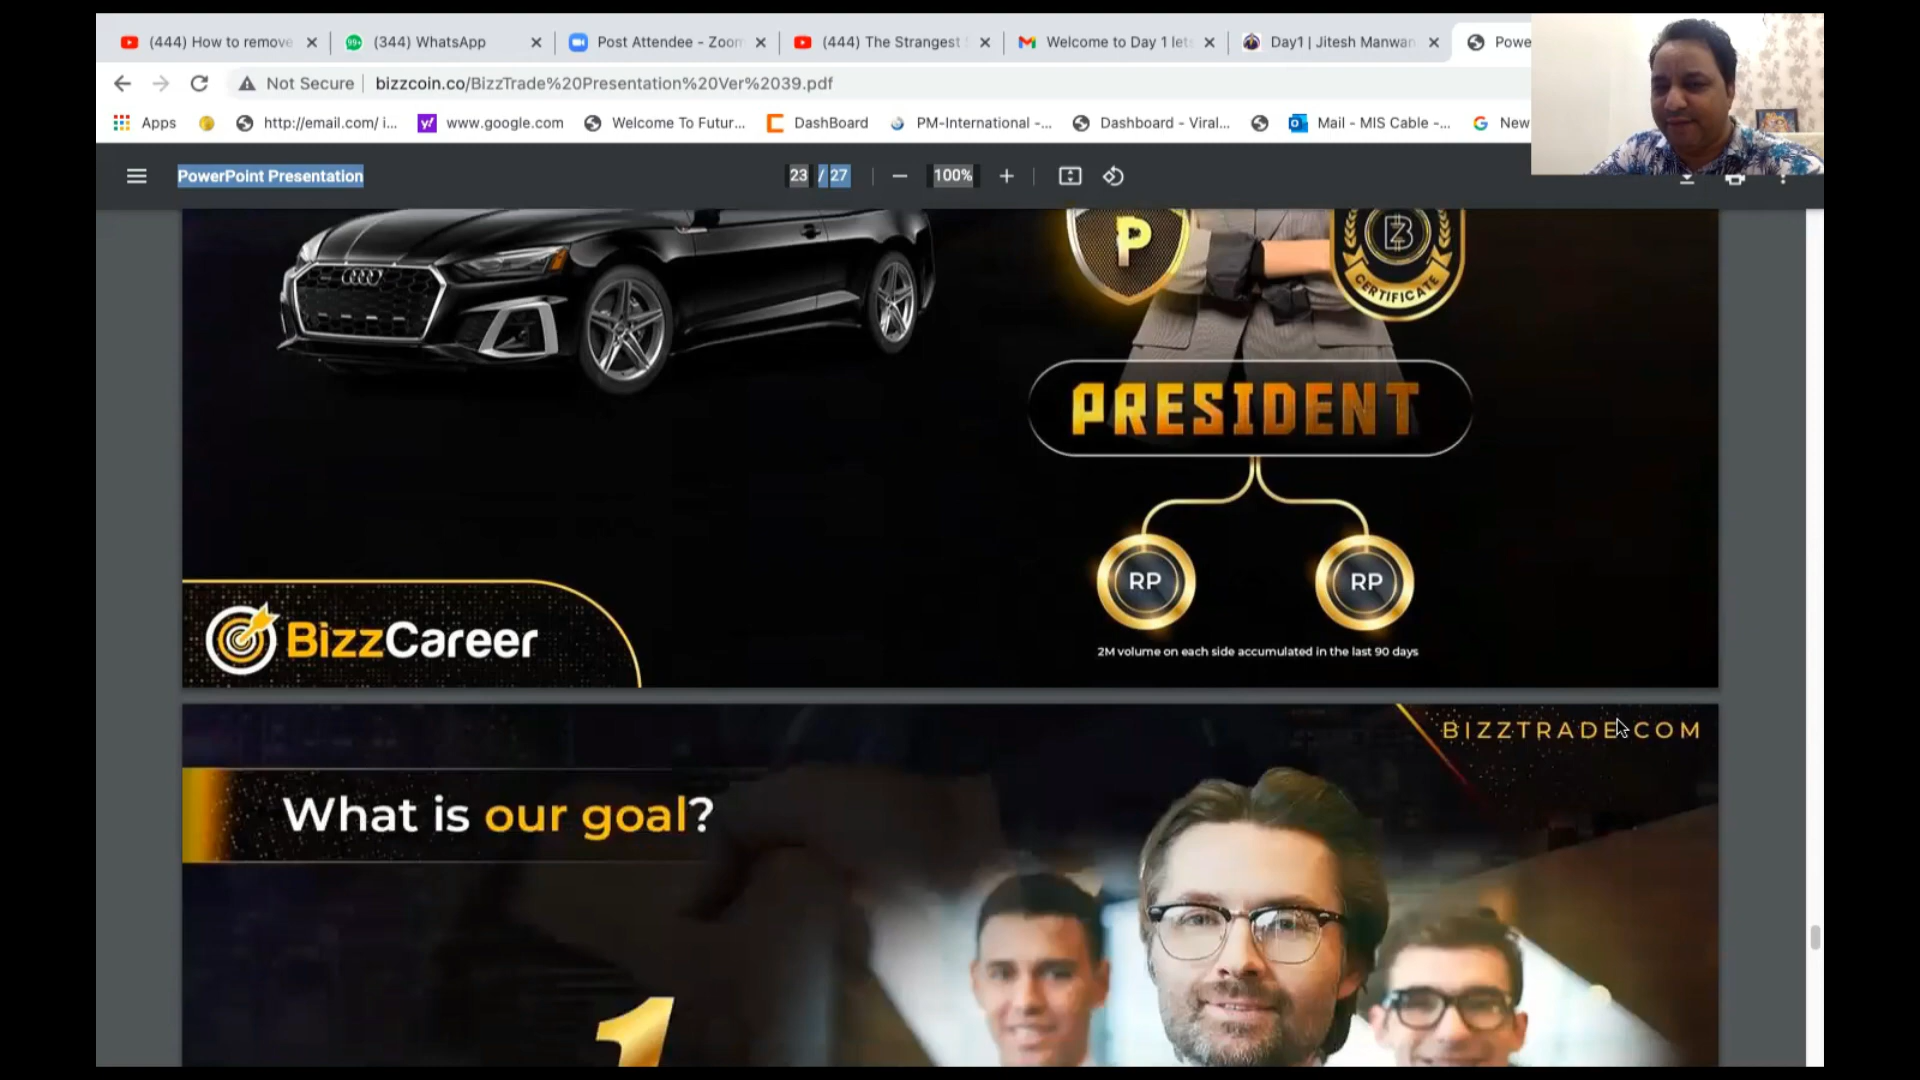 (444) How to remove
(344) WhatsApp
Post Attendee - Zoom
(444) The Strangest S
Welcome to Day 1 lets
Day1 | Jitesh Manwan
Powe
Not Secure
bizzcoin.co/BizzTrade%20Presentation%20Ver%2039.pdf
Apps
http://email.com/ i...
www.google.com
Welcome To Futur...
DashBoard
PM-International -...
Dashboard - Viral...
Mail - MIS Cable -...
New
PowerPoint Presentation
23 / 27
100%
P
CERTIFICATE
PRESIDENT
RP
RP
2M volume on each side accumulated in the last 90 days
BizzCareer
BIZZTRADE.COM
What is our goal?
1